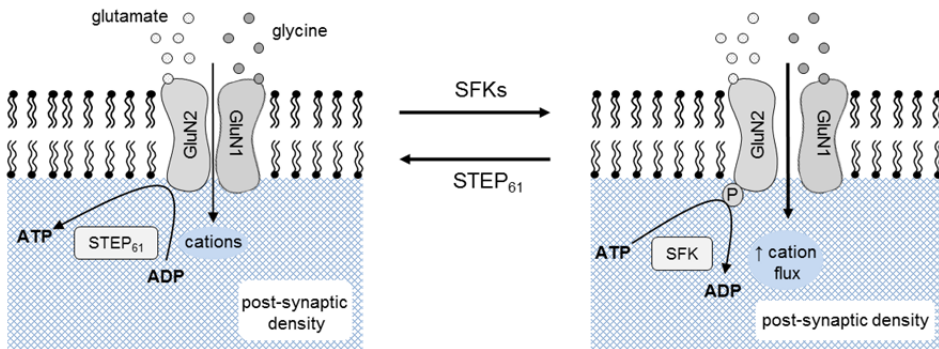 glutamate
glycine
GluN2
GluN1
ATP
STEP₆₁
cations
ADP
post-synaptic
density
SFKs
STEP₆₁
GluN2
GluN1
P
ATP
SFK
↑ cation
flux
ADP
post-synaptic density